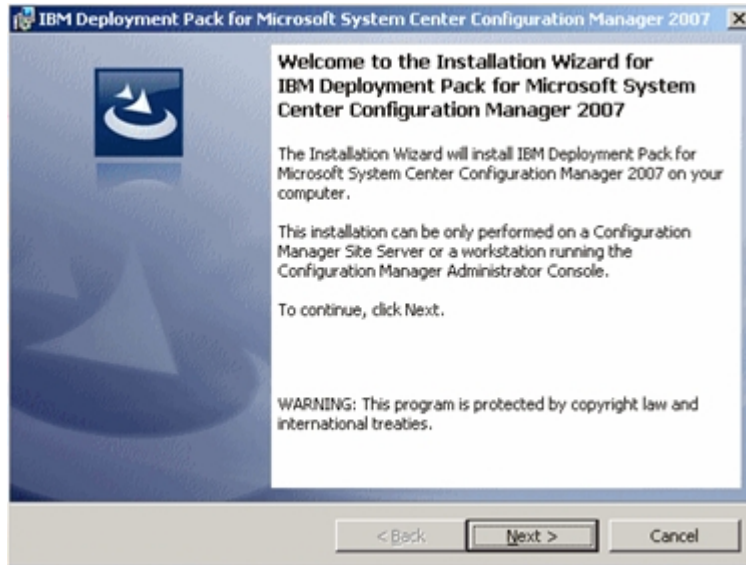 IBM Deployment Pack for Microsoft System Center Configuration Manager 2007
Welcome to the Installation Wizard for
IBM Deployment Pack for Microsoft System
Center Configuration Manager 2007
The Installation Wizard will install IBM Deployment Pack for
Microsoft System Center Configuration Manager 2007 on your
computer.
This installation can be only performed on a Configuration
Manager Site Server or a workstation running the
Configuration Manager Administrator Console.
To continue, click Next.
WARNING: This program is protected by copyright law and
international treaties.
< Back
Next >
Cancel